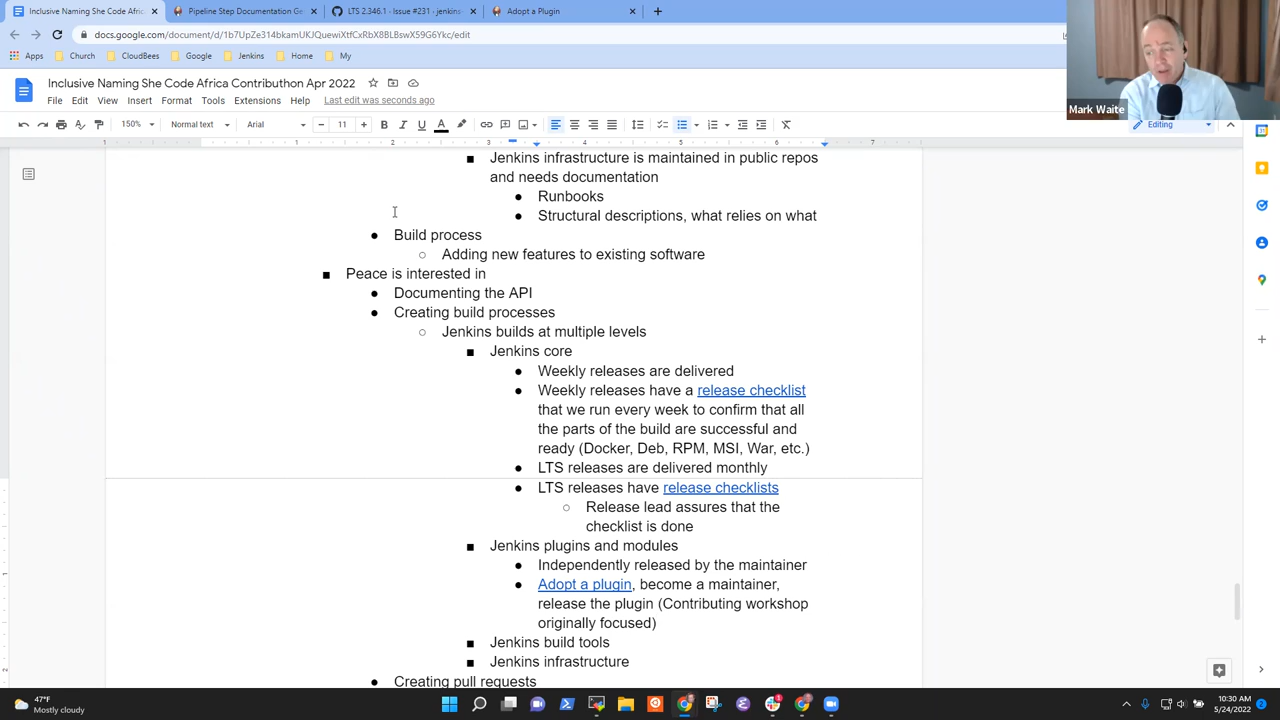 Inclusive Naming She Code Africa
Pipeline Step Documentation Ge
LTS 2.346.1 - Issue #231 - jenkins
Adopt a Plugin
docs.google.com/document/d/1b7UpZe314bkamUKJQuewiXtfCxRbX8BLBswX59G6Ykc/edit
Apps
Church
CloudBees
Google
Jenkins
Home
My
Inclusive Naming She Code Africa Contributhon Apr 2022
File Edit View Insert Format Tools Extensions Help Last edit was seconds ago
150% Normal text Arial 11 Editing
Mark Waite
1 1 2 3 4 5 6 7
Jenkins infrastructure is maintained in public repos
and needs documentation
Runbooks
Structural descriptions, what relies on what
Build process
Adding new features to existing software
Peace is interested in
Documenting the API
Creating build processes
Jenkins builds at multiple levels
Jenkins core
Weekly releases are delivered
Weekly releases have a release checklist
that we run every week to confirm that all
the parts of the build are successful and
ready (Docker, Deb, RPM, MSI, War, etc.)
LTS releases are delivered monthly
LTS releases have release checklists
Release lead assures that the
checklist is done
Jenkins plugins and modules
Independently released by the maintainer
Adopt a plugin, become a maintainer,
release the plugin (Contributing workshop
originally focused)
Jenkins build tools
Jenkins infrastructure
Creating pull requests
47°F
Mostly cloudy
10:30 AM
5/24/2022